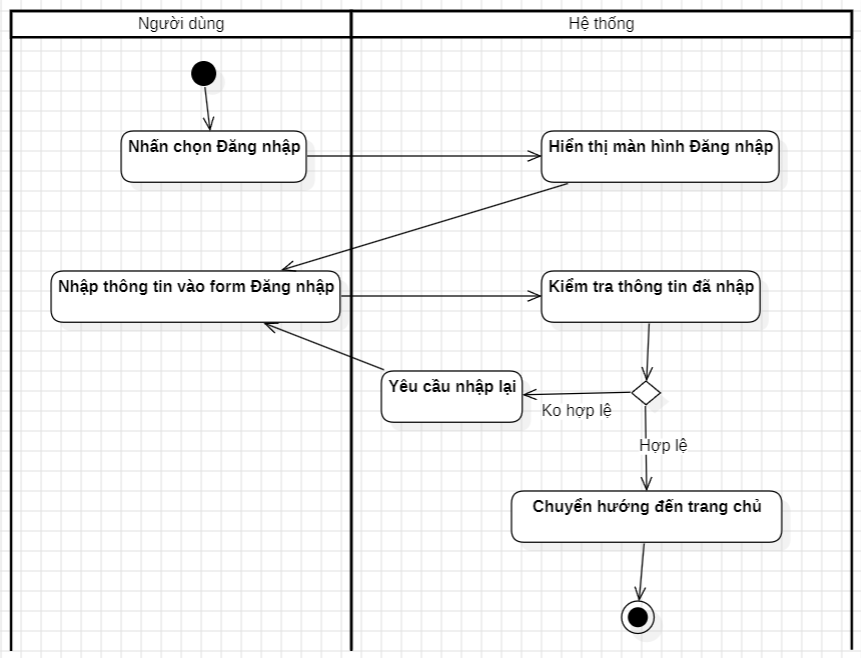 Người dùng
Hệ thống
Nhấn chọn Đăng nhập
Hiển thị màn hình Đăng nhập
Nhập thông tin vào form Đăng nhập
Kiểm tra thông tin đã nhập
Yêu cầu nhập lại
Ko hợp lệ
Hợp lệ
Chuyển hướng đến trang chủ